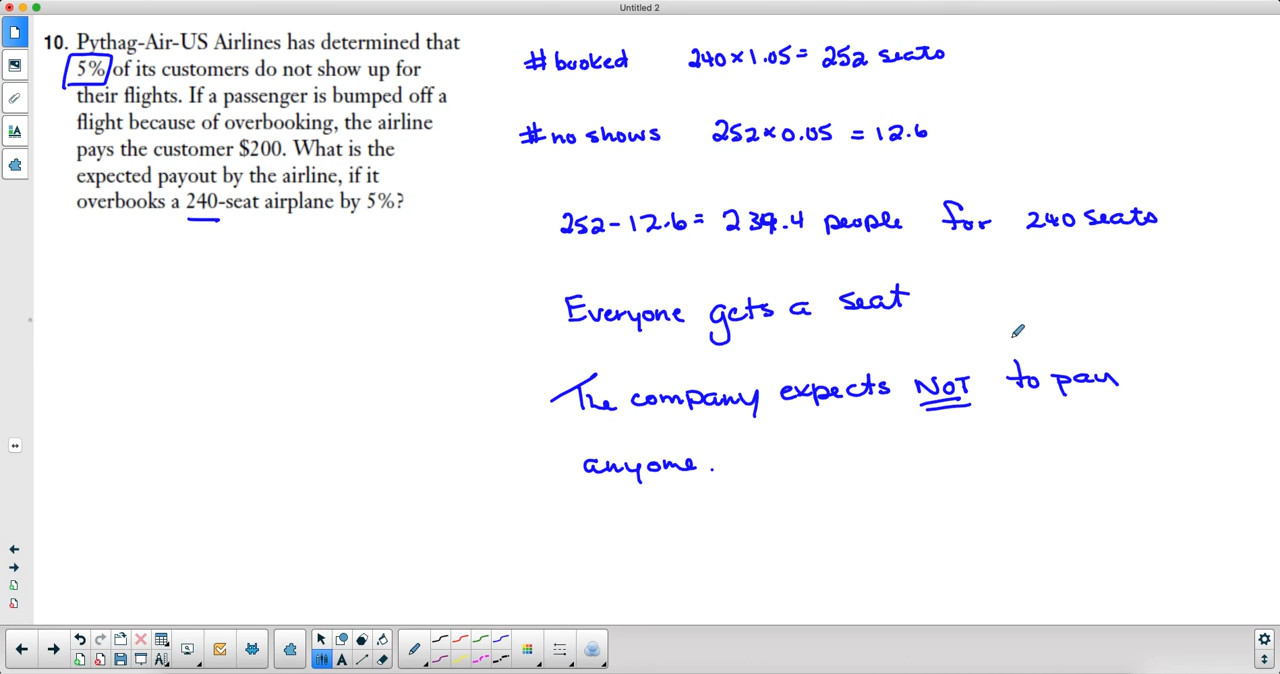 Untitled 2
10. Pythag-Air-US Airlines has determined that
5% of its customers do not show up for
their flights. If a passenger is bumped off a
flight because of overbooking, the airline
pays the customer $200. What is the
expected payout by the airline, if it
overbooks a 240-seat airplane by 5%?
#booked 240×1.05= 252 seats
#no shows 252×0.05 = 12.6
252-12.6= 239.4 people for 240 seats
Everyone gets a seat
The company expects NOT to pay
anyone.